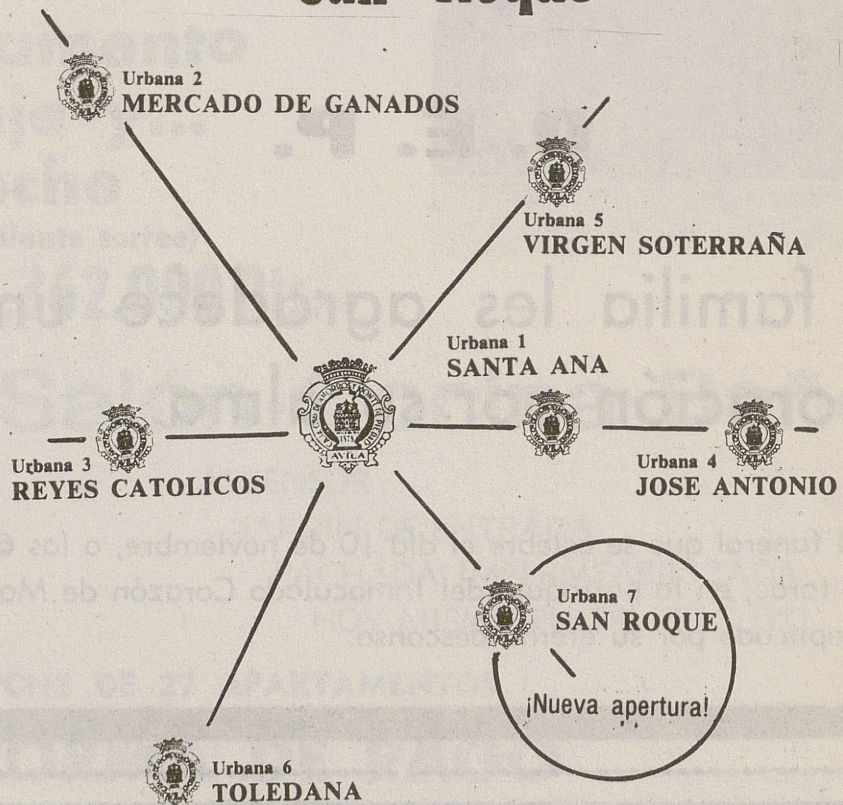 San Roque
Urbana 2
MERCADO DE GANADOS
Urbana 5
VIRGEN SOTERRAÑA
Urbana 1
SANTA ANA
Urbana 3
REYES CATOLICOS
AVILA
Urbana 4
JOSE ANTONIO
Urbana 7
SAN ROQUE
¡Nueva apertura!
Urbana 6
TOLEDANA